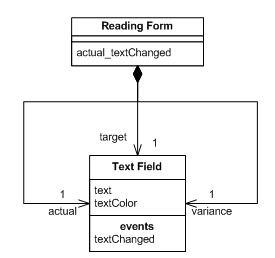 Reading Form
actual_textChanged
target
1
Text Field
1
1
text
textColor
actual
variance
events
textChanged